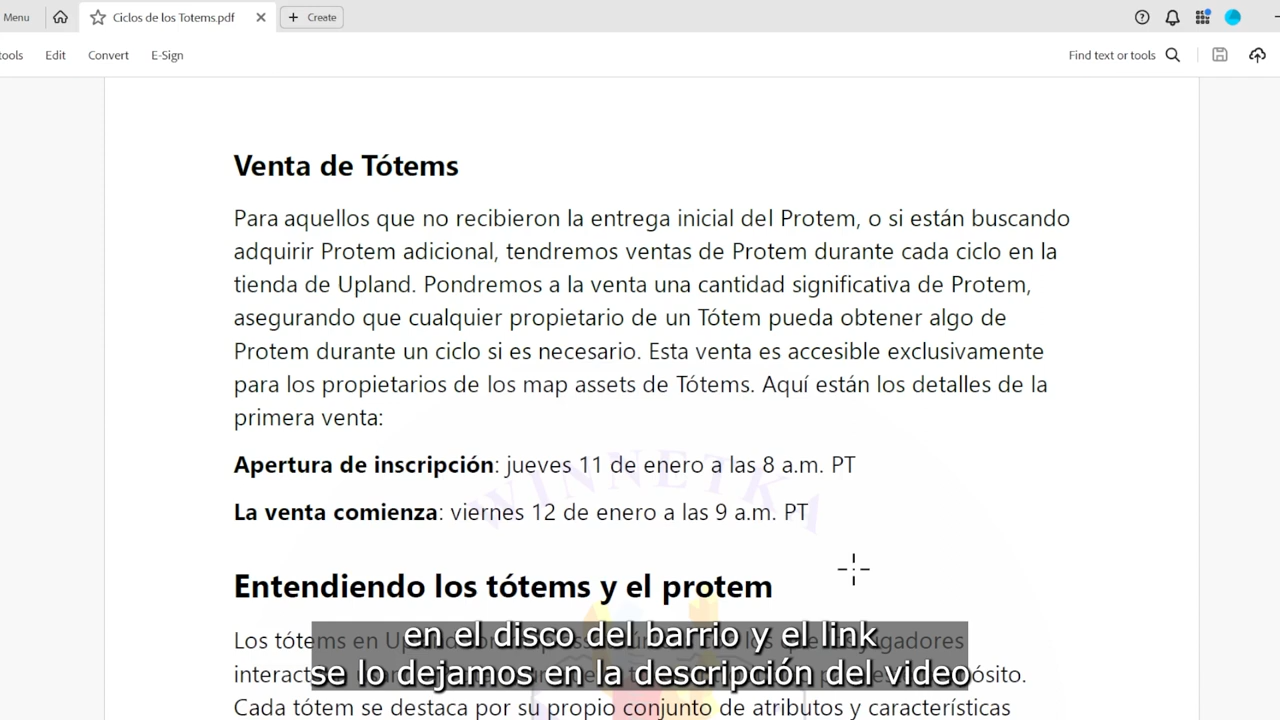 Menu
Ciclos de los Totems.pdf
Create
tools
Edit
Convert
E-Sign
Find text or tools
Venta de Tótems
Para aquellos que no recibieron la entrega inicial del Protem, o si están buscando
adquirir Protem adicional, tendremos ventas de Protem durante cada ciclo en la
tienda de Upland. Pondremos a la venta una cantidad significativa de Protem,
asegurando que cualquier propietario de un Tótem pueda obtener algo de
Protem durante un ciclo si es necesario. Esta venta es accesible exclusivamente
para los propietarios de los map assets de Tótems. Aquí están los detalles de la
primera venta:
Apertura de inscripción: jueves 11 de enero a las 8 a.m. PT
WINNETKA
La venta comienza: viernes 12 de enero a las 9 a.m. PT
Entendiendo los tótems y el protem
Los tótems en
jugadores
en el disco del barrio y el link
se lo dejamos en la descripción del video
Cada tótem se destaca por su propio conjunto de atributos y características